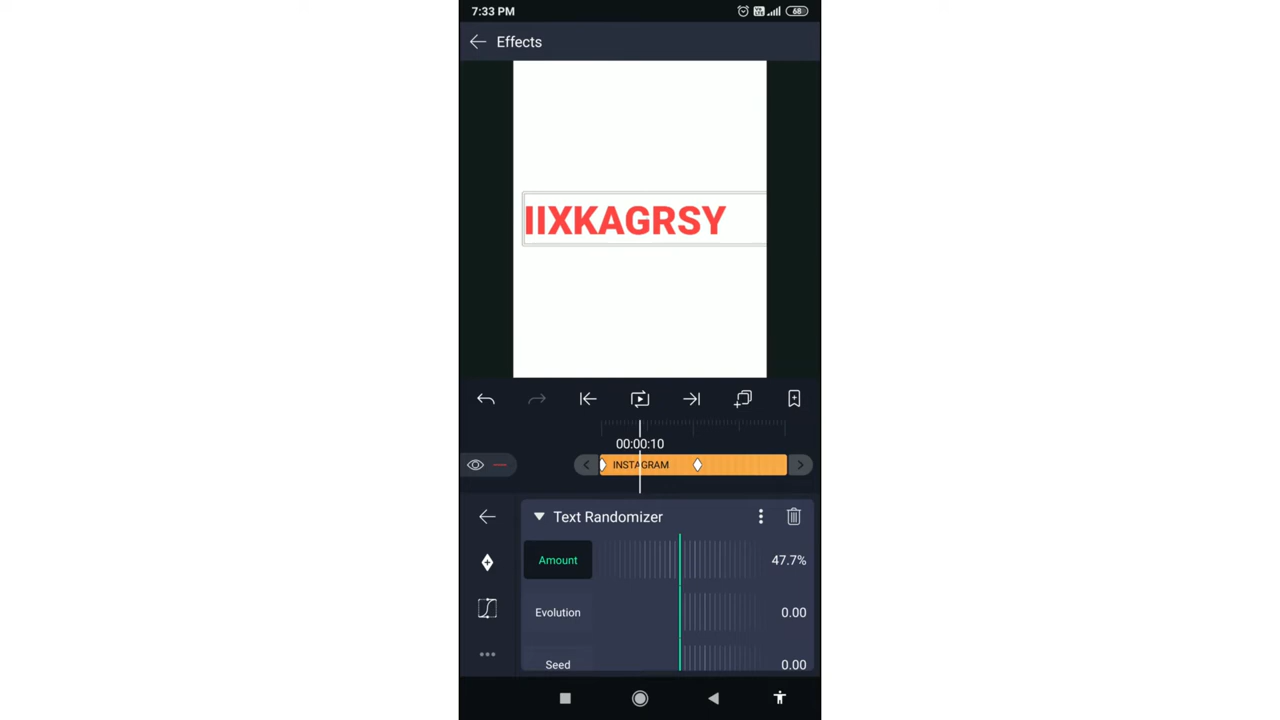 7:33 PM
68
Effects
IIXKAGRSY
00:00:10
INSTAGRAM
Text Randomizer
Amount
47.7%
Evolution
0.00
Seed
0.00